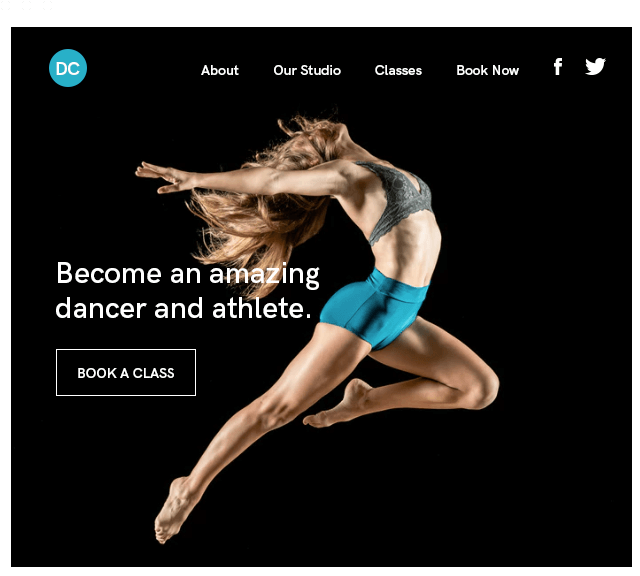 DC
About
Our Studio
Classes
Book Now
f
Become an amazing
dancer and athlete.
BOOK A CLASS